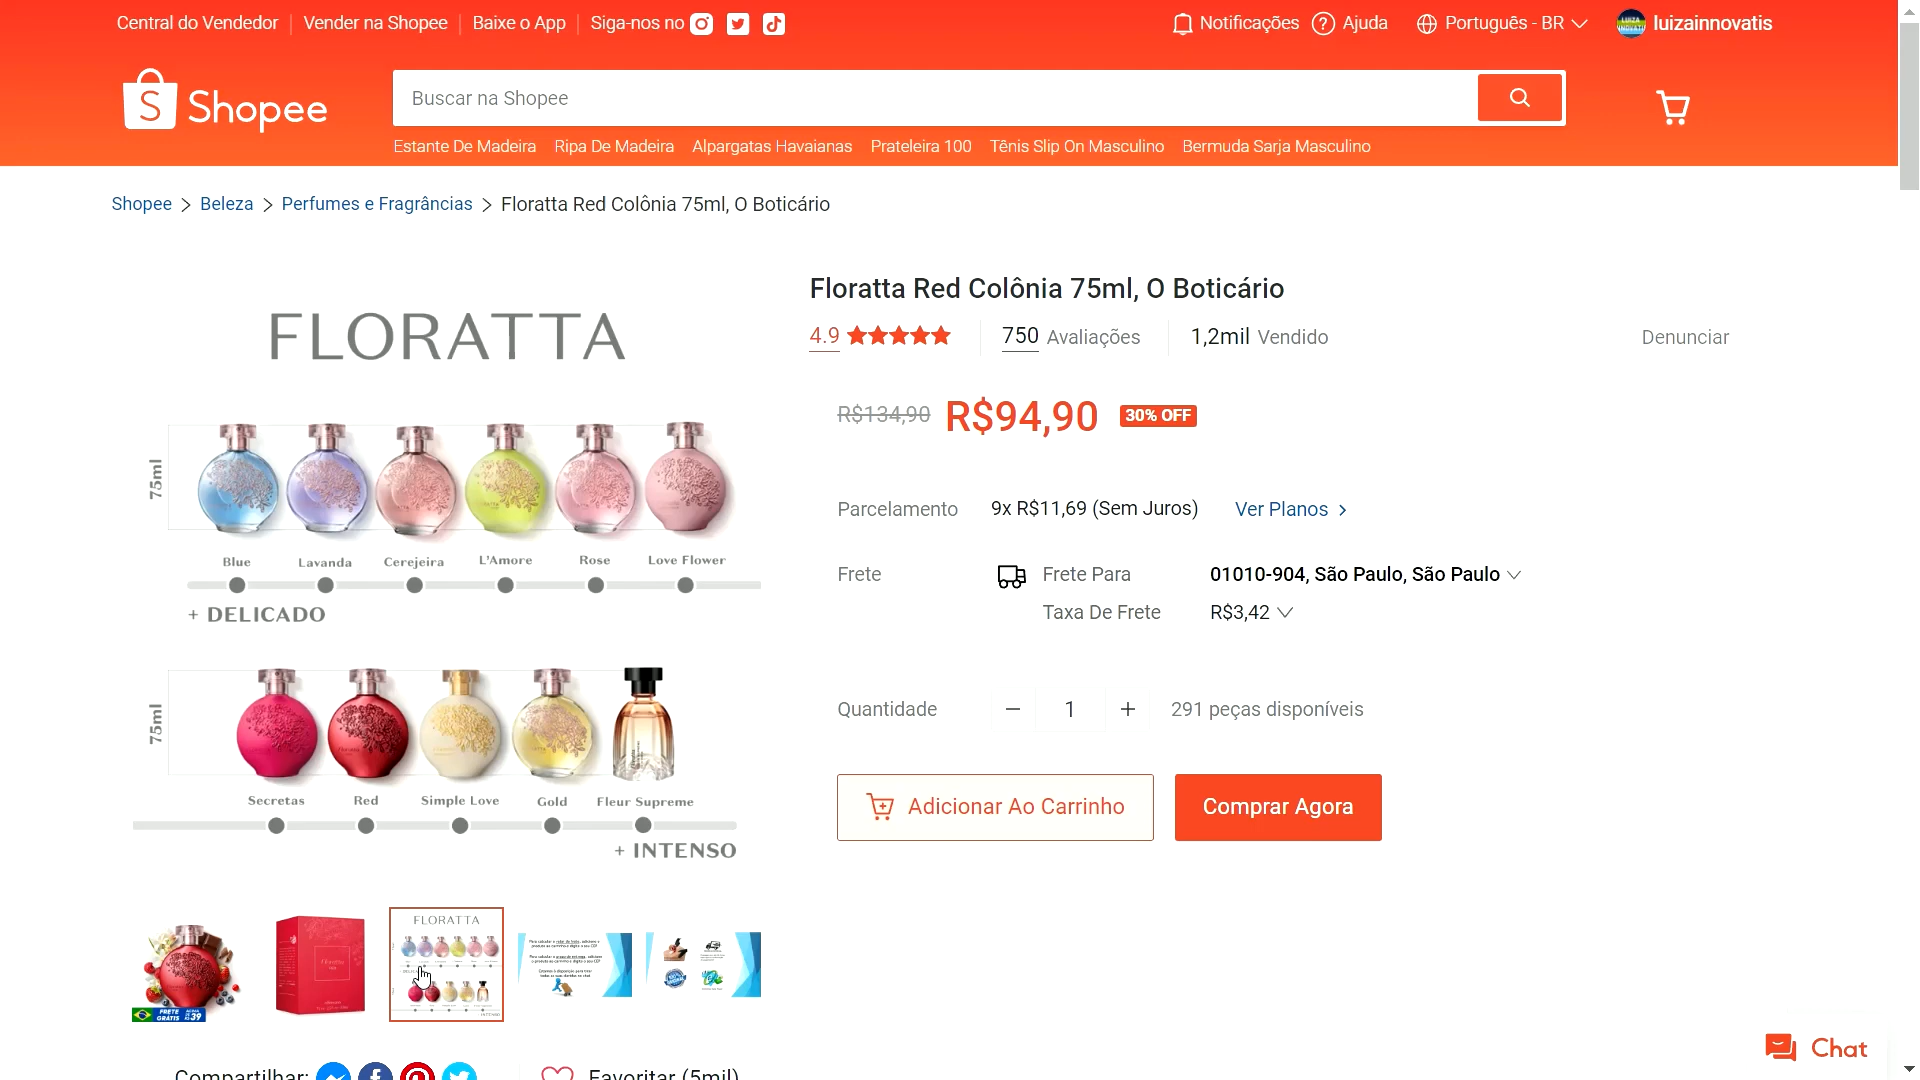 Central do Vendedor Vender na Shopee Baixe o App Siga-nos no
Notificações Ajuda Português - BR luizainnovatis
Shopee
Buscar na Shopee
Estante De Madeira Ripa De Madeira Alpargatas Havaianas Prateleira 100 Tênis Slip On Masculino Bermuda Sarja Masculino
Shopee > Beleza > Perfumes e Fragrâncias > Floratta Red Colônia 75ml, O Boticário
FLORATTA
75ml
Blue Lavanda Cerejeira L'Amore Rose Love Flower
+ DELICADO
75ml
Secretas Red Simple Love Gold Fleur Supreme
+ INTENSO
FRETE GRÁTIS
39
FLORATTA
Compartilhar:
Favoritar (5mil)
Floratta Red Colônia 75ml, O Boticário
4.9 750 Avaliações 1,2mil Vendido Denunciar
R$134,90 R$94,90 30% OFF
Parcelamento 9x R$11,69 (Sem Juros) Ver Planos >
Frete Frete Para 01010-904, São Paulo, São Paulo
Taxa De Frete R$3,42
Quantidade − 1 + 291 peças disponíveis
Adicionar Ao Carrinho Comprar Agora
Chat